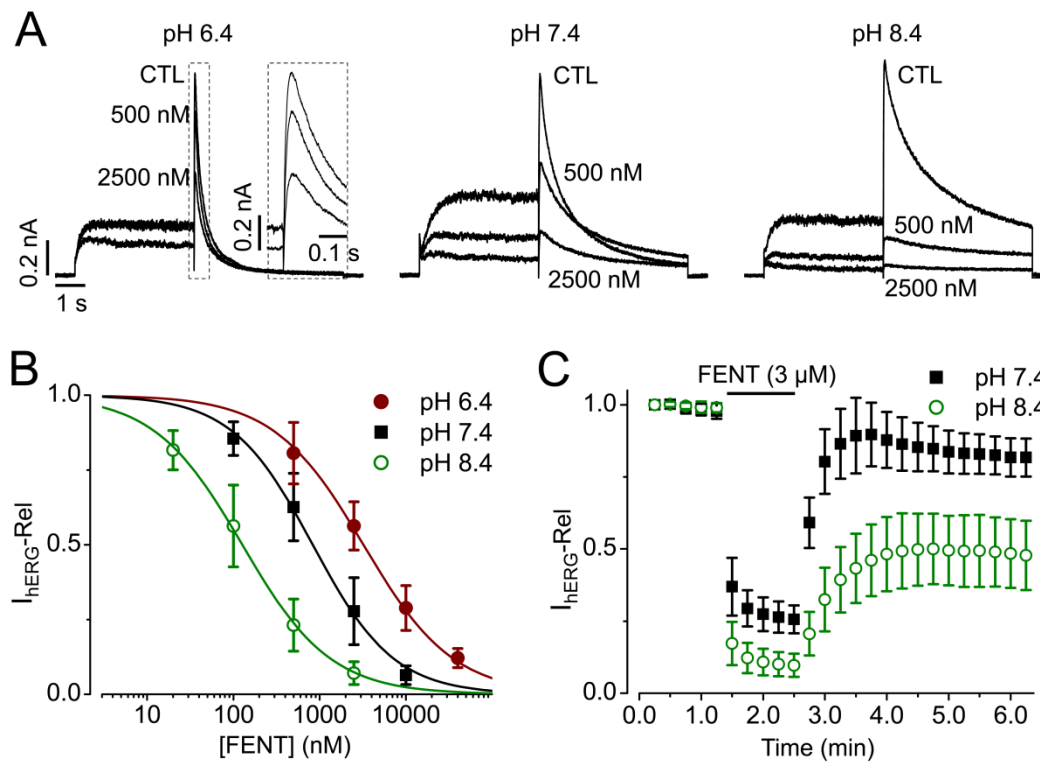 A
pH 6.4
pH 7.4
pH 8.4
CTL
500 nM
2500 nM
0.2 nA
0.1 s
0.2 nA
1 s
500 nM
2500 nM
CTL
500 nM
2500 nM
B
1.0
0.5
0.0
IhERG-Rel
pH 6.4
pH 7.4
pH 8.4
10
100
1000
10000
[FENT] (nM)
C
FENT (3 μM)
pH 7.4
pH 8.4
1.0
0.5
0.0
IhERG-Rel
0.0
1.0
2.0
3.0
4.0
5.0
6.0
Time (min)